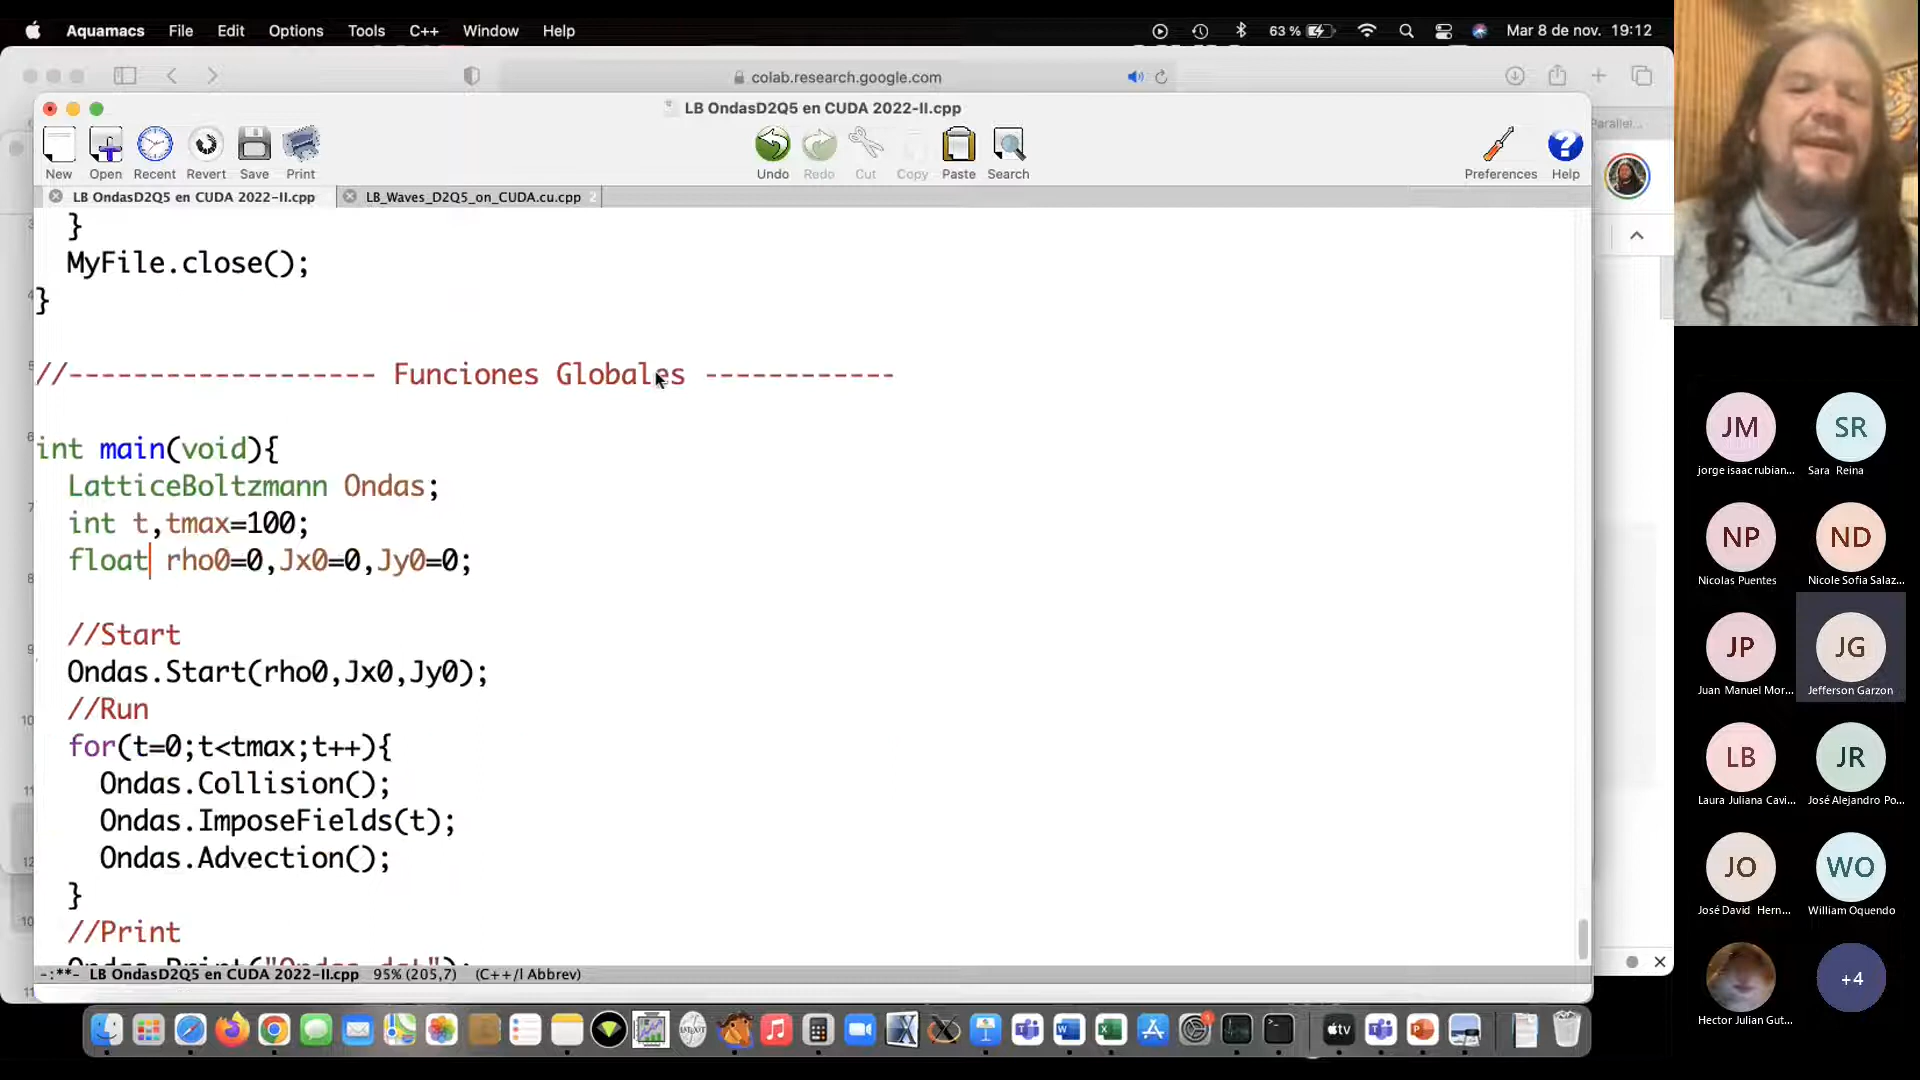 Aquamacs File Edit Options Tools C++ Window Help 63 % Mar 8 de nov. 19:12
colab.research.google.com
LB OndasD2Q5 en CUDA 2022-II.cpp
Parallel...
New Open Recent Revert Save Print Undo Redo Cut Copy Paste Search Preferences Help
LB OndasD2Q5 en CUDA 2022-II.cpp LB_Waves_D2Q5_on_CUDA.cu.cpp 2
}
MyFile.close();
}
//------------------- Funciones Globales ------------
int main(void){
LatticeBoltzmann Ondas;
int t,tmax=100;
float rho0=0,Jx0=0,Jy0=0;
//Start
Ondas.Start(rho0,Jx0,Jy0);
//Run
for(t=0;t<tmax;t++){
Ondas.Collision();
Ondas.ImposeFields(t);
Ondas.Advection();
}
//Print
Ondas.Print("Ondas.dat");
-:**- LB OndasD2Q5 en CUDA 2022-II.cpp 95% (205,7) (C++/l Abbrev)
JM SR
jorge isaac rubian... Sara Reina
NP ND
Nicolas Puentes Nicole Sofia Salaz...
JP JG
Juan Manuel Mor... Jefferson Garzon
LB JR
Laura Juliana Cavi... José Alejandro Po...
JO WO
José David Hern... William Oquendo
+4
Hector Julian Gut...
tv